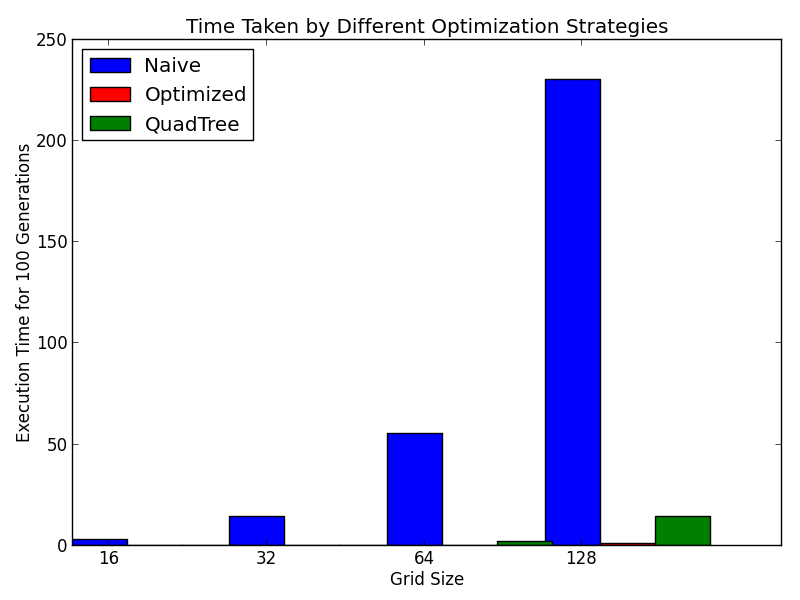 Time Taken by Different Optimization Strategies
250
200
150
100
50
0
Execution Time for 100 Generations
Naive
Optimized
QuadTree
16 32 64 128
Grid Size